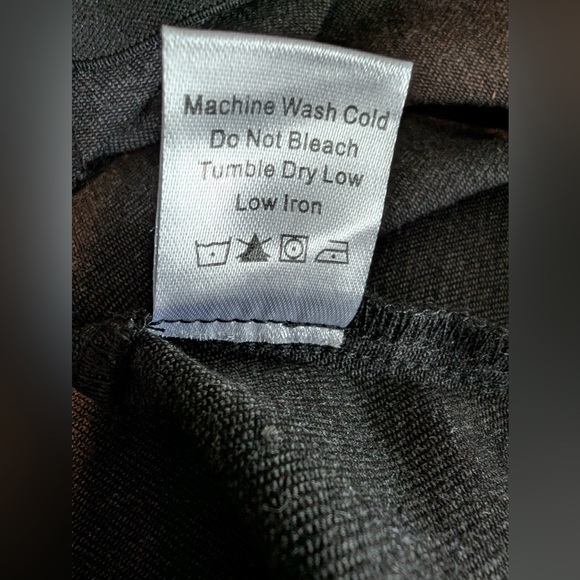 Machine Wash Cold
Do Not Bleach
Tumble Dry Low
Low Iron